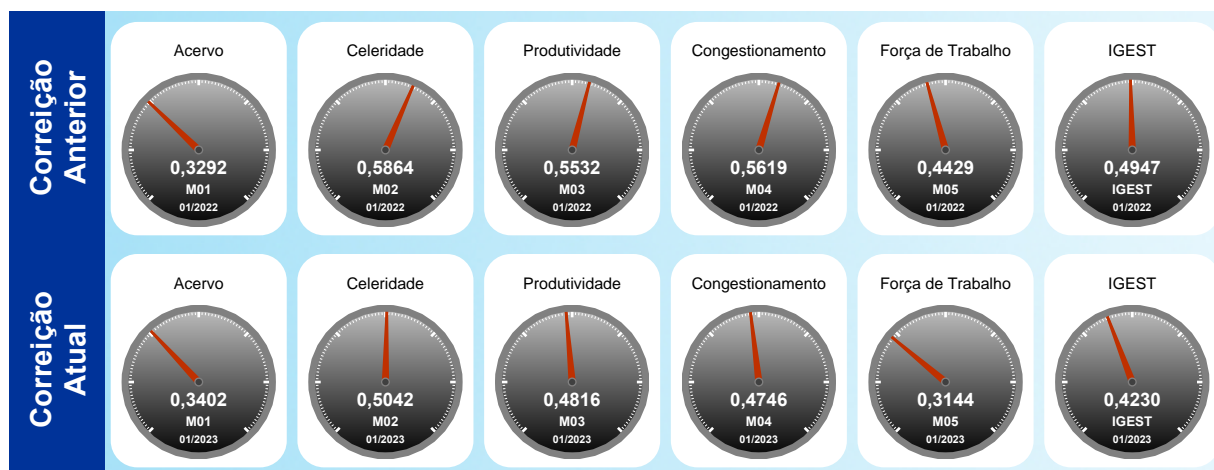 Correição
Anterior
Acervo
0,3292
M01
01/2022
Celeridade
0,5864
M02
01/2022
Produtividade
0,5532
M03
01/2022
Congestionamento
0,5619
M04
01/2022
Força de Trabalho
0,4429
M05
01/2022
IGEST
0,4947
IGEST
01/2022
Correição
Atual
Acervo
0,3402
M01
01/2023
Celeridade
0,5042
M02
01/2023
Produtividade
0,4816
M03
01/2023
Congestionamento
0,4746
M04
01/2023
Força de Trabalho
0,3144
M05
01/2023
IGEST
0,4230
IGEST
01/2023